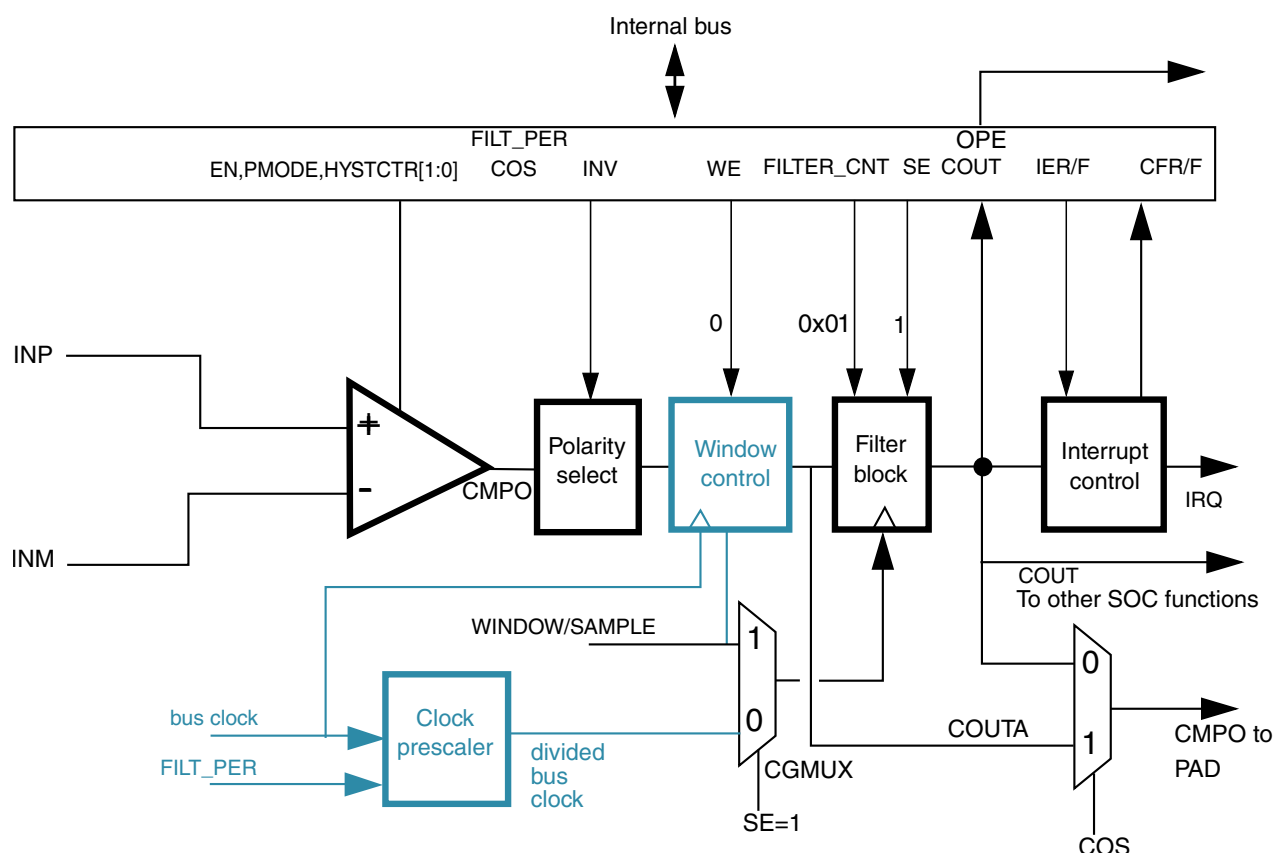 Internal bus
FILT_PER
OPE
EN,PMODE,HYSTCTR[1:0]
COS
INV
WE
FILTER_CNT
SE
COUT
IER/F
CFR/F
0
0x01
1
INP
+
-
INM
CMPO
Polarity
select
Window
control
Filter
block
Interrupt
control
IRQ
COUT
To other SOC functions
WINDOW/SAMPLE
1
0
CGMUX
SE=1
bus clock
FILT_PER
Clock
prescaler
divided
bus
clock
COUTA
0
1
CMPO to
PAD
COS